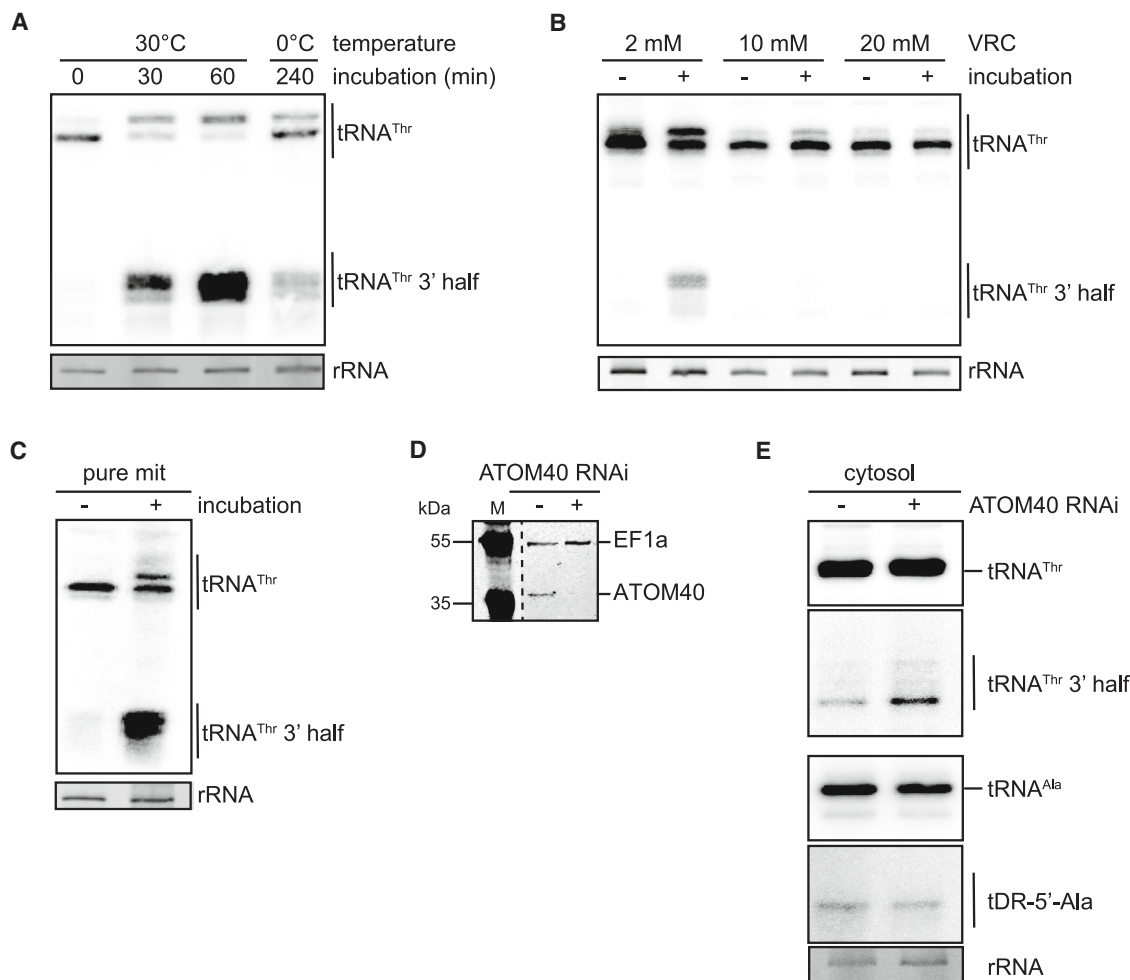 A
30°C 0°C temperature
0 30 60 240 incubation (min)
tRNAᵀʰʳ
tRNAᵀʰʳ 3' half
rRNA
B
2 mM 10 mM 20 mM VRC
- + - + - + incubation
tRNAᵀʰʳ
tRNAᵀʰʳ 3' half
rRNA
C
pure mit
- + incubation
tRNAᵀʰʳ
tRNAᵀʰʳ 3' half
rRNA
D
ATOM40 RNAi
kDa M - +
55 EF1a
35 ATOM40
E
cytosol
- + ATOM40 RNAi
tRNAᵀʰʳ
tRNAᵀʰʳ 3' half
tRNAᴬˡᵃ
tDR-5'-Ala
rRNA